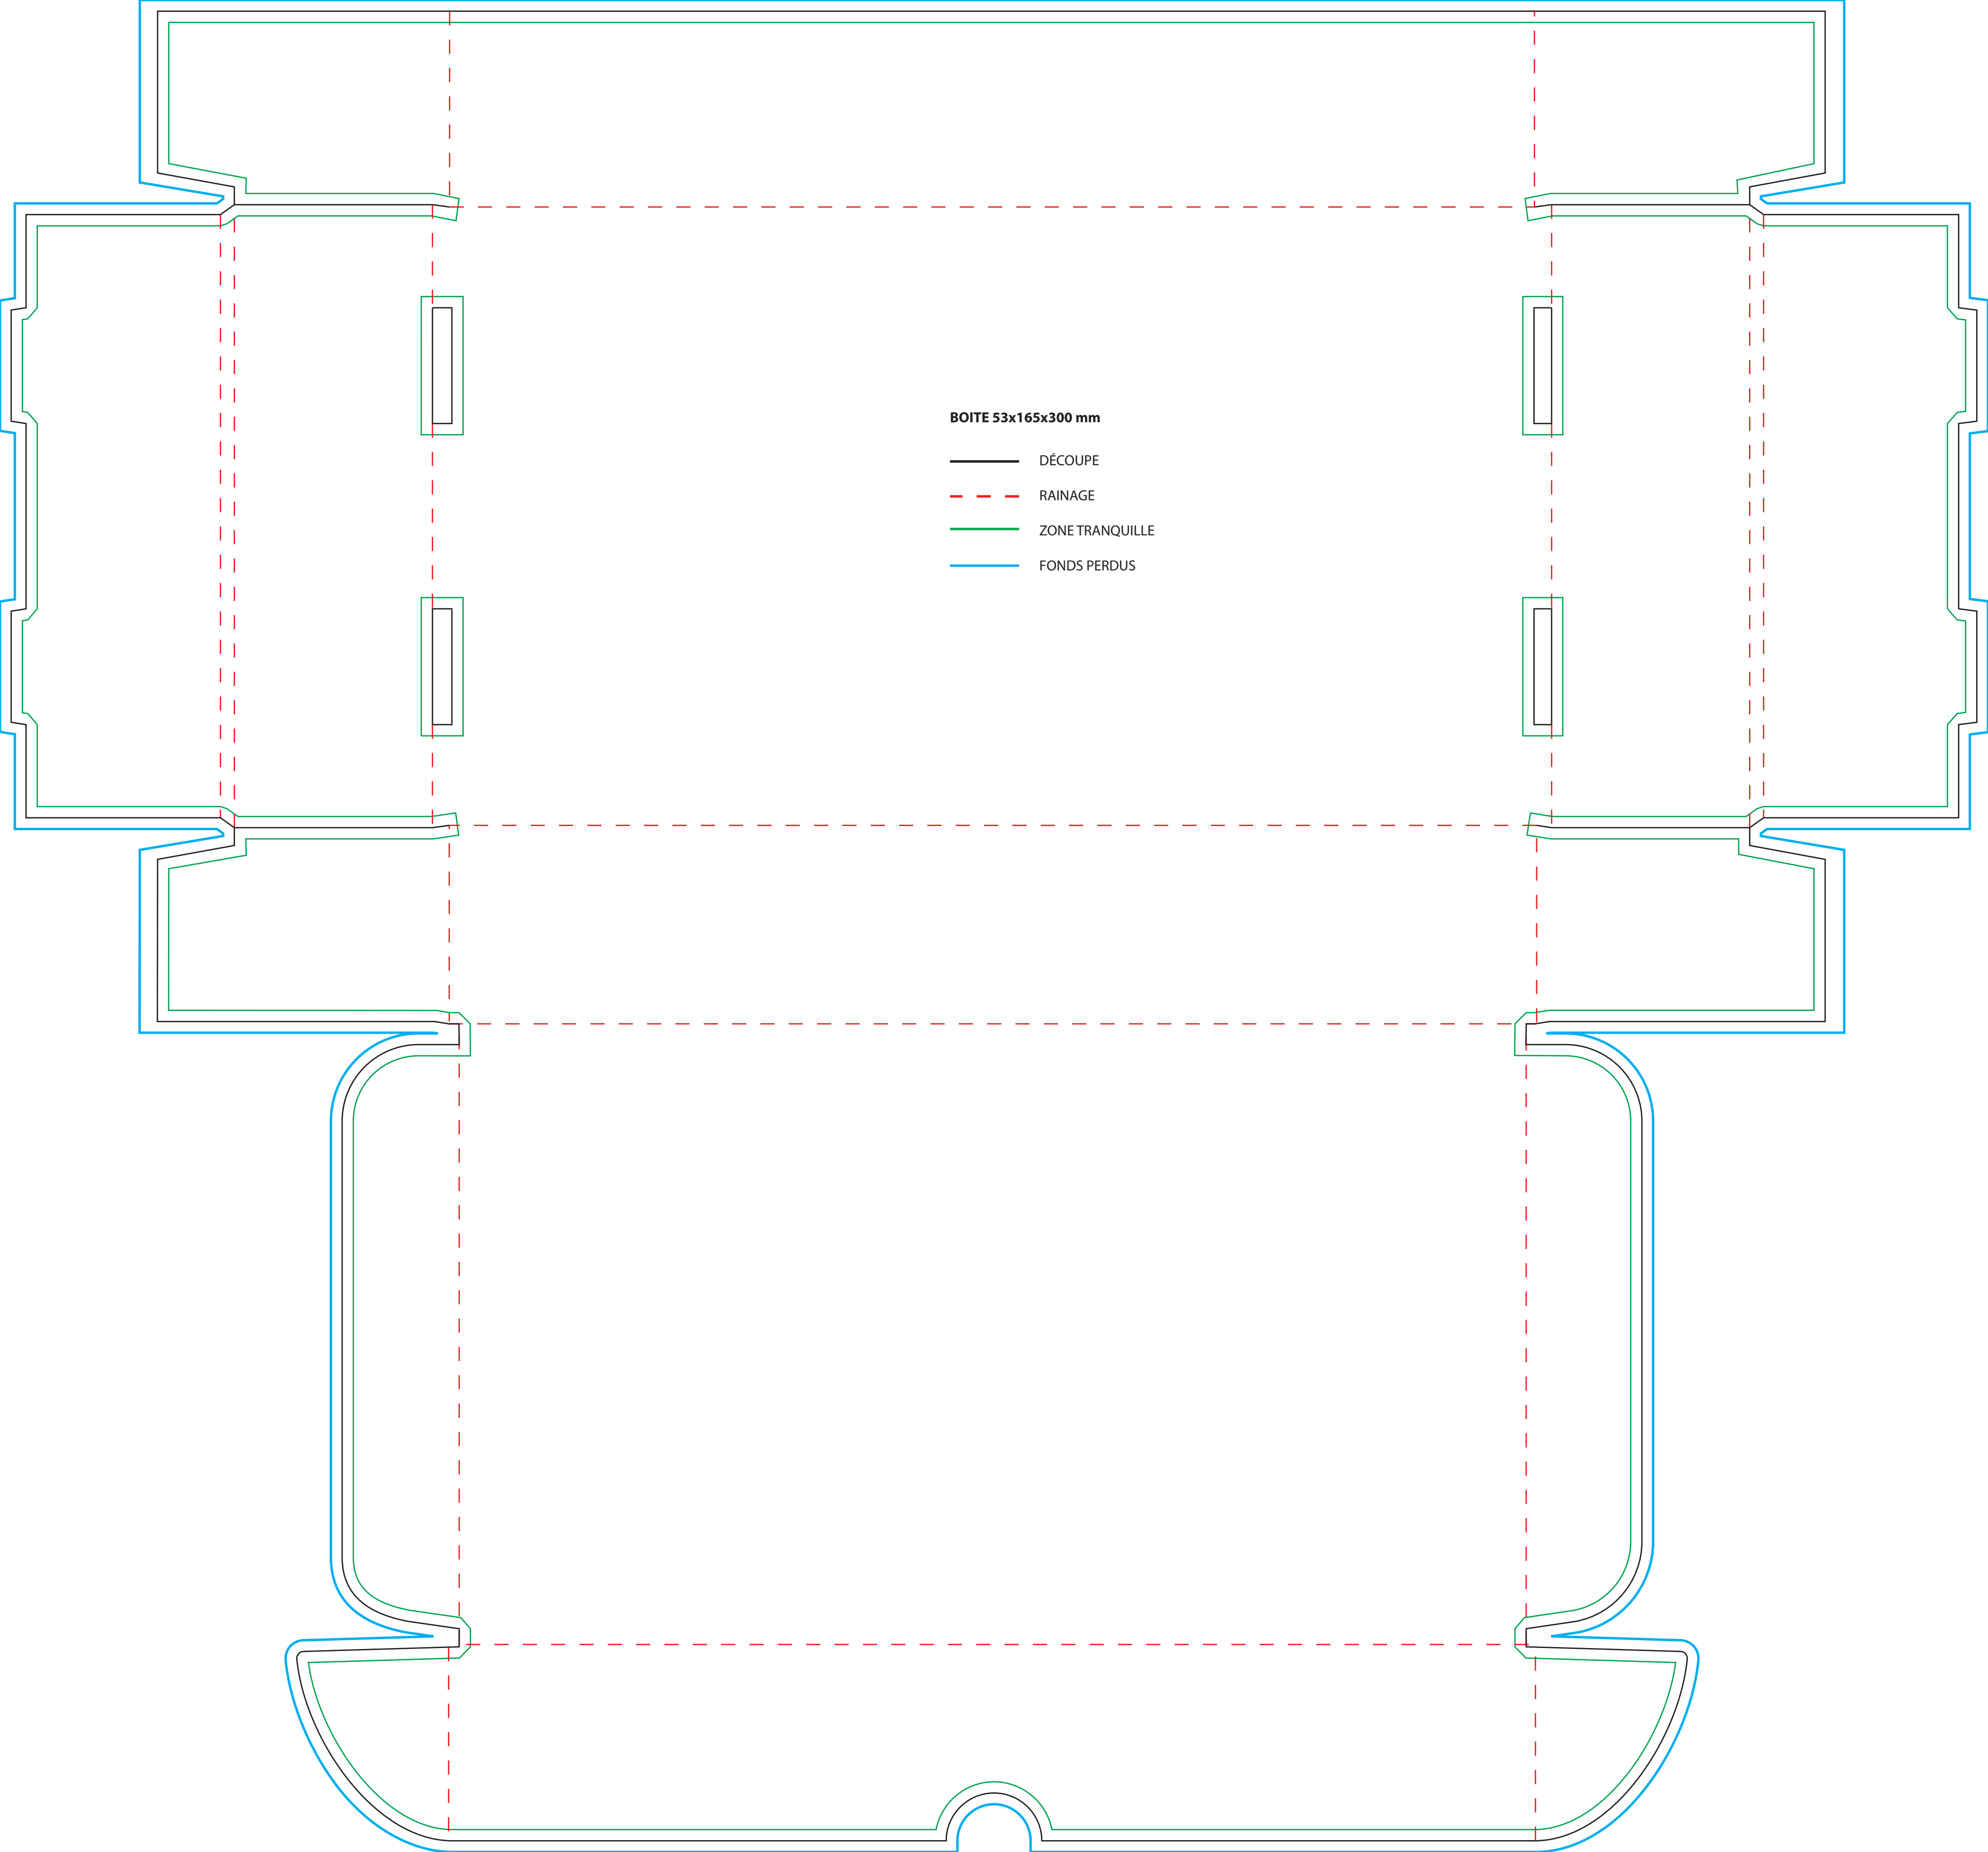 BOITE 53x165x300 mm
DÉCOUPE
RAINAGE
ZONE TRANQUILLE
FONDS PERDUS